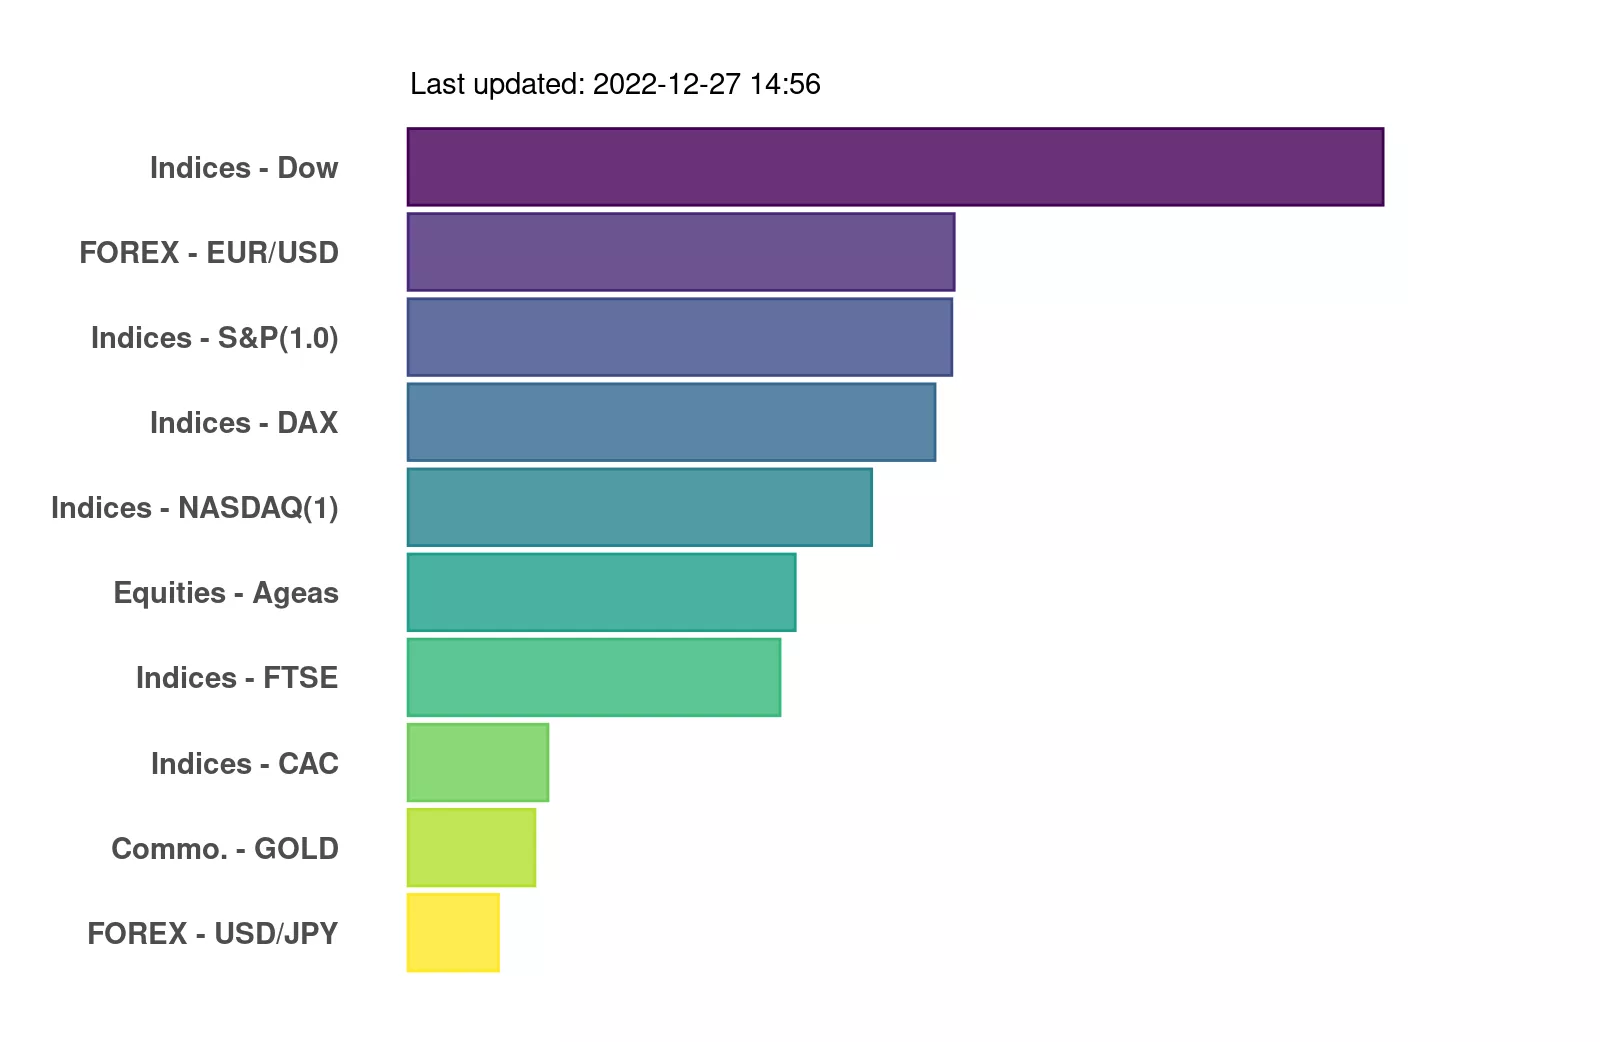 Last updated: 2022-12-27 14:56
Indices - Dow
FOREX - EUR/USD
Indices - S&P(1.0)
Indices - DAX
Indices - NASDAQ(1)
Equities - Ageas
Indices - FTSE
Indices - CAC
Commo. - GOLD
FOREX - USD/JPY